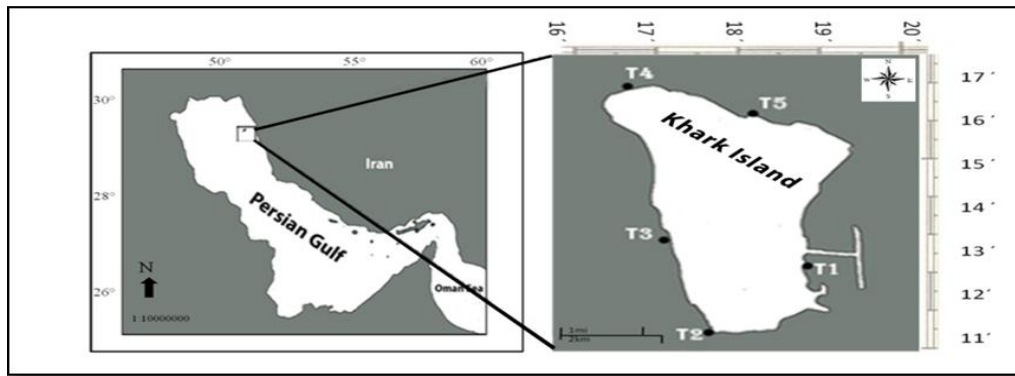 50° 55° 60°
30°
28°
26°
Iran
Persian Gulf
Oman Sea
N
1 10000000
16´ 17´ 18´ 19´ 20´
17´
16´
15´
14´
13´
12´
11´
N
T4
T5
Khark Island
T3
T1
T2
1mi
2km